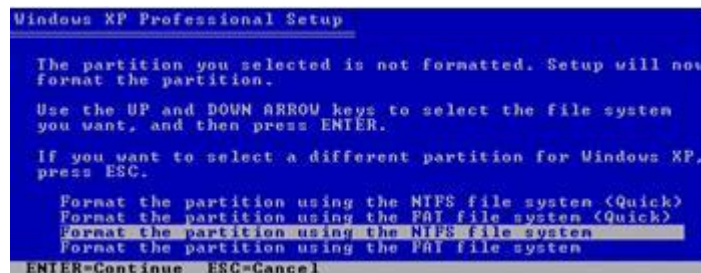 Windows XP Professional Setup
The partition you selected is not formatted. Setup will now
format the partition.
Use the UP and DOWN ARROW keys to select the file system
you want, and then press ENTER.
If you want to select a different partition for Windows XP,
press ESC.
Format the partition using the NTFS file system (Quick)
Format the partition using the FAT file system (Quick)
Format the partition using the NTFS file system
Format the partition using the FAT file system
ENTER=Continue ESC=Cancel